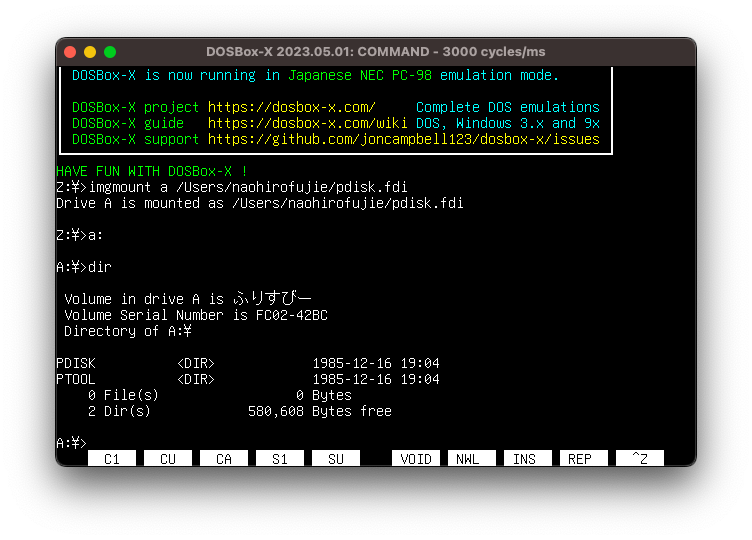 DOSBox-X 2023.05.01: COMMAND - 3000 cycles/ms
DOSBox-X is now running in Japanese NEC PC-98 emulation mode.
DOSBox-X project https://dosbox-x.com/ Complete DOS emulations
DOSBox-X guide https://dosbox-x.com/wiki DOS, Windows 3.x and 9x
DOSBox-X support https://github.com/joncampbell123/dosbox-x/issues
HAVE FUN WITH DOSBox-X !
Z:¥>imgmount a /Users/naohirofujie/pdisk.fdi
Drive A is mounted as /Users/naohirofujie/pdisk.fdi
Z:¥>a:
A:¥>dir
Volume in drive A is ふりすびー
Volume Serial Number is FC02-42BC
Directory of A:¥
PDISK <DIR> 1985-12-16 19:04
PTOOL <DIR> 1985-12-16 19:04
0 File(s) 0 Bytes
2 Dir(s) 580,608 Bytes free
A:¥>
C1 CU CA S1 SU VOID NWL INS REP ^Z